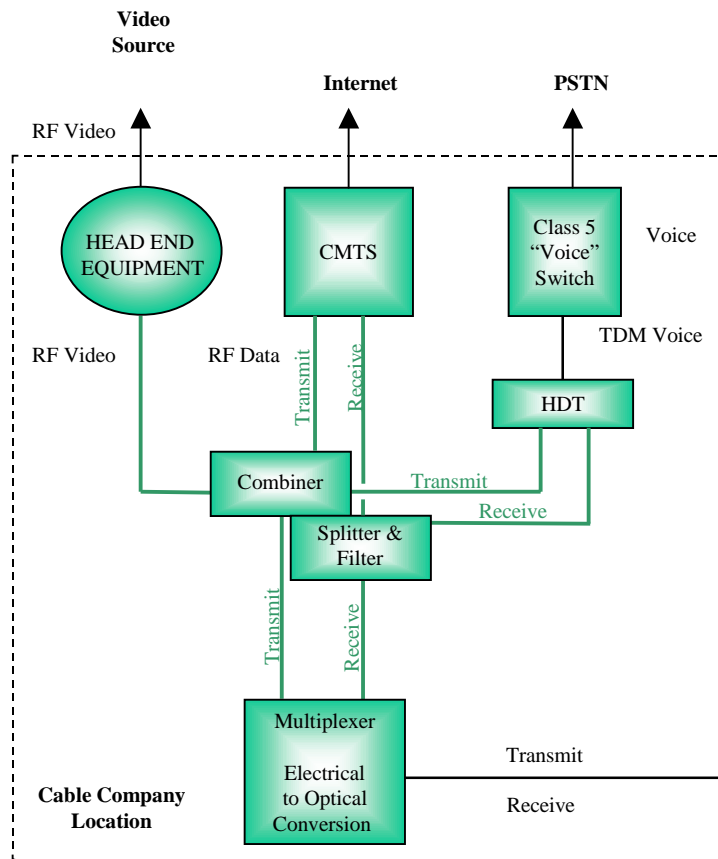 Video
Source
Internet
PSTN
RF Video
HEAD END
EQUIPMENT
CMTS
Class 5
“Voice”
Switch
Voice
RF Video
RF Data
Transmit
Receive
TDM Voice
HDT
Combiner
Transmit
Receive
Splitter &
Filter
Transmit
Receive
Multiplexer
Electrical
to Optical
Conversion
Transmit
Receive
Cable Company
Location